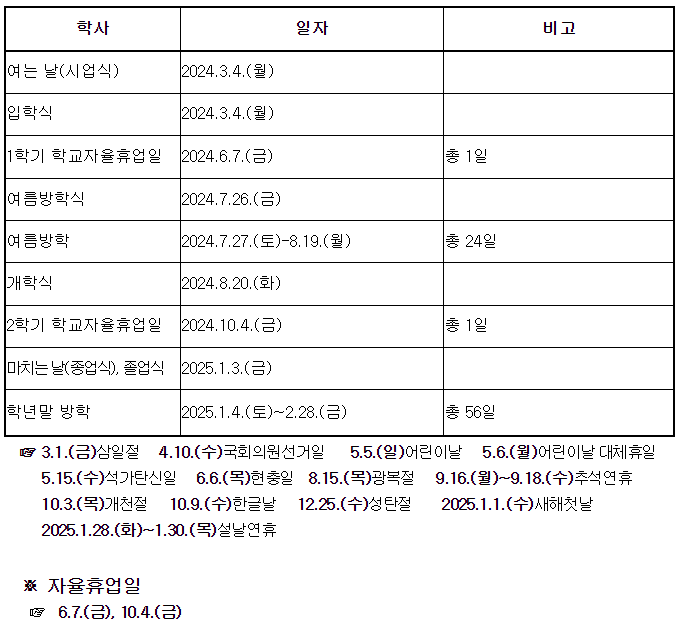 학사 일자 비고
여는 날(시업식) 2024.3.4.(월)
입학식 2024.3.4.(월)
1학기 학교자율휴업일 2024.6.7.(금) 총 1일
여름방학식 2024.7.26.(금)
여름방학 2024.7.27.(토)-8.19.(월) 총 24일
개학식 2024.8.20.(화)
2학기 학교자율휴업일 2024.10.4.(금) 총 1일
마치는 날(종업식), 졸업식 2025.1.3.(금)
학년말 방학 2025.1.4.(토)~2.28.(금) 총 56일
☞ 3.1.(금)삼일절 4.10.(수)국회의원선거일 5.5.(일)어린이날 5.6.(월)어린이날 대체휴일
5.15.(수)석가탄신일 6.6.(목)현충일 8.15.(목)광복절 9.16.(월)~9.18.(수)추석연휴
10.3.(목)개천절 10.9.(수)한글날 12.25.(수)성탄절 2025.1.1.(수)새해첫날
2025.1.28.(화)~1.30.(목)설날연휴
※ 자율휴업일
☞ 6.7.(금), 10.4.(금)